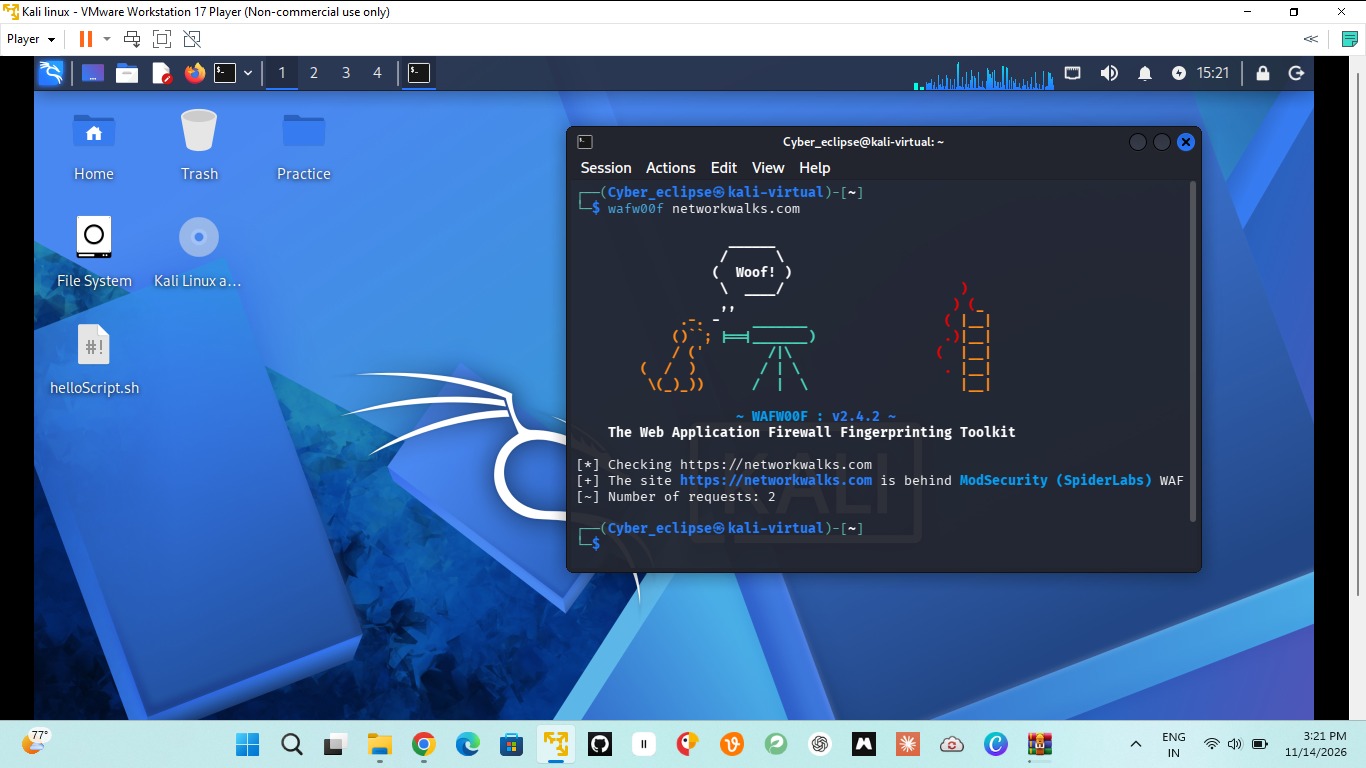 Kali linux - VMware Workstation 17 Player (Non-commercial use only)
Player
1 2 3 4
15:21
Home
Trash
Practice
File System
Kali Linux a...
helloScript.sh
Cyber_eclipse@kali-virtual: ~
Session Actions Edit View Help
┌──(Cyber_eclipse㉿kali-virtual)-[~]
└─$ wafw00f networkwalks.com
Woof!
~ WAFW00F : v2.4.2 ~
The Web Application Firewall Fingerprinting Toolkit
[*] Checking https://networkwalks.com
[+] The site https://networkwalks.com is behind ModSecurity (SpiderLabs) WAF
[~] Number of requests: 2
┌──(Cyber_eclipse㉿kali-virtual)-[~]
└─$
KALI
77°
ENG
IN
3:21 PM
11/14/2026